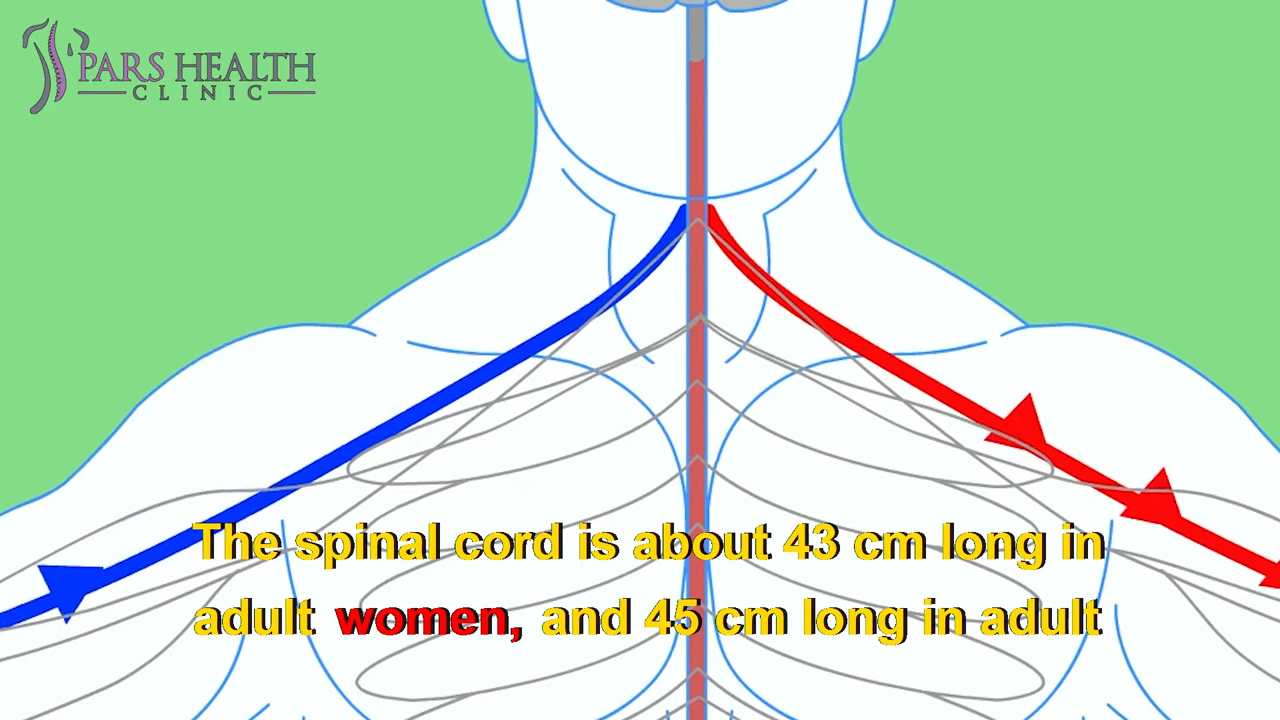 PARS HEALTH
CLINIC
The spinal cord is about 43 cm long in
adult women, and 45 cm long in adult